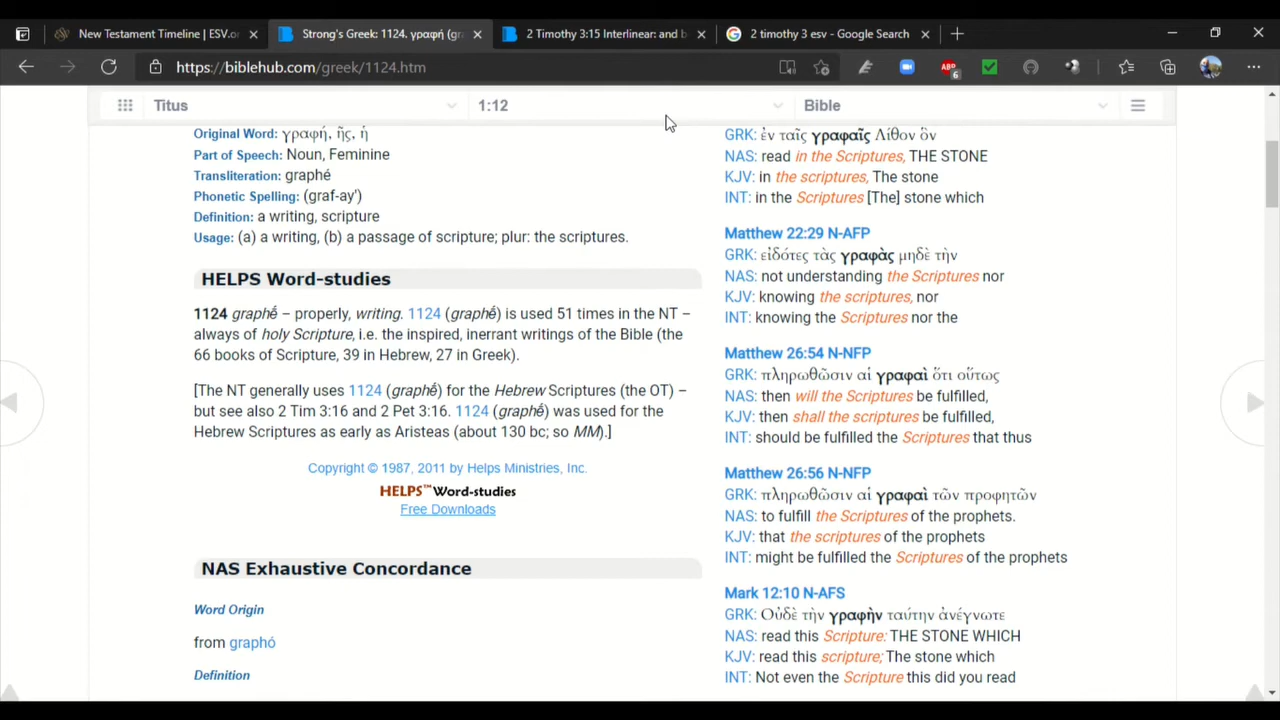 New Testament Timeline | ESV.or
Strong's Greek: 1124. γραφή (gra
2 Timothy 3:15 Interlinear: and ba
2 timothy 3 esv - Google Search
https://biblehub.com/greek/1124.htm
ABP
6
Titus
1:12
Bible
Original Word: γραφή, ῆς, ἡ
Part of Speech: Noun, Feminine
Transliteration: graphé
Phonetic Spelling: (graf-ay')
Definition: a writing, scripture
Usage: (a) a writing, (b) a passage of scripture; plur: the scriptures.
HELPS Word-studies
1124 graphḗ – properly, writing. 1124 (graphḗ) is used 51 times in the NT –
always of holy Scripture, i.e. the inspired, inerrant writings of the Bible (the
66 books of Scripture, 39 in Hebrew, 27 in Greek).
[The NT generally uses 1124 (graphḗ) for the Hebrew Scriptures (the OT) –
but see also 2 Tim 3:16 and 2 Pet 3:16. 1124 (graphḗ) was used for the
Hebrew Scriptures as early as Aristeas (about 130 bc; so MM).]
Copyright © 1987, 2011 by Helps Ministries, Inc.
HELPS™ Word-studies
Free Downloads
NAS Exhaustive Concordance
Word Origin
from graphó
Definition
GRK: ἐν ταῖς γραφαῖς Λίθον ὃν
NAS: read in the Scriptures, THE STONE
KJV: in the scriptures, The stone
INT: in the Scriptures [The] stone which
Matthew 22:29 N-AFP
GRK: εἰδότες τὰς γραφὰς μηδὲ τὴν
NAS: not understanding the Scriptures nor
KJV: knowing the scriptures, nor
INT: knowing the Scriptures nor the
Matthew 26:54 N-NFP
GRK: πληρωθῶσιν αἱ γραφαὶ ὅτι οὕτως
NAS: then will the Scriptures be fulfilled,
KJV: then shall the scriptures be fulfilled,
INT: should be fulfilled the Scriptures that thus
Matthew 26:56 N-NFP
GRK: πληρωθῶσιν αἱ γραφαὶ τῶν προφητῶν
NAS: to fulfill the Scriptures of the prophets.
KJV: that the scriptures of the prophets
INT: might be fulfilled the Scriptures of the prophets
Mark 12:10 N-AFS
GRK: Οὐδὲ τὴν γραφὴν ταύτην ἀνέγνωτε
NAS: read this Scripture: THE STONE WHICH
KJV: read this scripture; The stone which
INT: Not even the Scripture this did you read